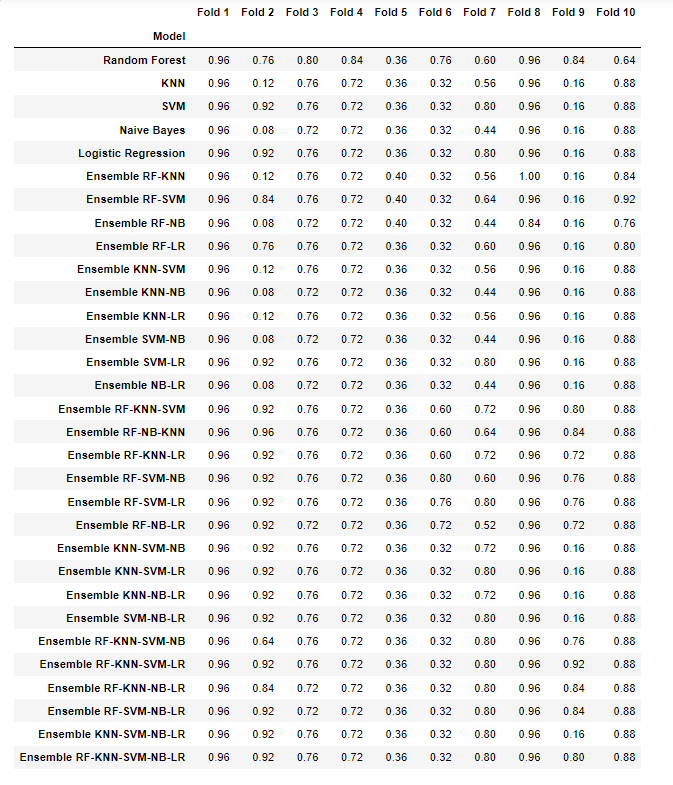 Fold 1 Fold 2 Fold 3 Fold 4 Fold 5 Fold 6 Fold 7 Fold 8 Fold 9 Fold 10
Model
Random Forest 0.96 0.76 0.80 0.84 0.36 0.76 0.60 0.96 0.84 0.64
KNN 0.96 0.12 0.76 0.72 0.36 0.32 0.56 0.96 0.16 0.88
SVM 0.96 0.92 0.76 0.72 0.36 0.32 0.80 0.96 0.16 0.88
Naive Bayes 0.96 0.08 0.72 0.72 0.36 0.32 0.44 0.96 0.16 0.88
Logistic Regression 0.96 0.92 0.76 0.72 0.36 0.32 0.80 0.96 0.16 0.88
Ensemble RF-KNN 0.96 0.12 0.76 0.72 0.40 0.32 0.56 1.00 0.16 0.84
Ensemble RF-SVM 0.96 0.84 0.76 0.72 0.40 0.32 0.64 0.96 0.16 0.92
Ensemble RF-NB 0.96 0.08 0.72 0.72 0.40 0.32 0.44 0.84 0.16 0.76
Ensemble RF-LR 0.96 0.76 0.76 0.72 0.36 0.32 0.60 0.96 0.16 0.80
Ensemble KNN-SVM 0.96 0.12 0.76 0.72 0.36 0.32 0.56 0.96 0.16 0.88
Ensemble KNN-NB 0.96 0.08 0.72 0.72 0.36 0.32 0.44 0.96 0.16 0.88
Ensemble KNN-LR 0.96 0.12 0.76 0.72 0.36 0.32 0.56 0.96 0.16 0.88
Ensemble SVM-NB 0.96 0.08 0.72 0.72 0.36 0.32 0.44 0.96 0.16 0.88
Ensemble SVM-LR 0.96 0.92 0.76 0.72 0.36 0.32 0.80 0.96 0.16 0.88
Ensemble NB-LR 0.96 0.08 0.72 0.72 0.36 0.32 0.44 0.96 0.16 0.88
Ensemble RF-KNN-SVM 0.96 0.92 0.76 0.72 0.36 0.60 0.72 0.96 0.80 0.88
Ensemble RF-NB-KNN 0.96 0.96 0.76 0.72 0.36 0.60 0.64 0.96 0.84 0.88
Ensemble RF-KNN-LR 0.96 0.92 0.76 0.72 0.36 0.60 0.72 0.96 0.72 0.88
Ensemble RF-SVM-NB 0.96 0.92 0.76 0.72 0.36 0.80 0.60 0.96 0.76 0.88
Ensemble RF-SVM-LR 0.96 0.92 0.76 0.72 0.36 0.76 0.80 0.96 0.76 0.88
Ensemble RF-NB-LR 0.96 0.92 0.72 0.72 0.36 0.72 0.52 0.96 0.72 0.88
Ensemble KNN-SVM-NB 0.96 0.92 0.76 0.72 0.36 0.32 0.72 0.96 0.16 0.88
Ensemble KNN-SVM-LR 0.96 0.92 0.76 0.72 0.36 0.32 0.80 0.96 0.16 0.88
Ensemble KNN-NB-LR 0.96 0.92 0.76 0.72 0.36 0.32 0.72 0.96 0.16 0.88
Ensemble SVM-NB-LR 0.96 0.92 0.76 0.72 0.36 0.32 0.80 0.96 0.16 0.88
Ensemble RF-KNN-SVM-NB 0.96 0.64 0.76 0.72 0.36 0.32 0.80 0.96 0.76 0.88
Ensemble RF-KNN-SVM-LR 0.96 0.92 0.76 0.72 0.36 0.32 0.80 0.96 0.92 0.88
Ensemble RF-KNN-NB-LR 0.96 0.84 0.72 0.72 0.36 0.32 0.80 0.96 0.84 0.88
Ensemble RF-SVM-NB-LR 0.96 0.92 0.72 0.72 0.36 0.32 0.80 0.96 0.84 0.88
Ensemble KNN-SVM-NB-LR 0.96 0.92 0.76 0.72 0.36 0.32 0.80 0.96 0.16 0.88
Ensemble RF-KNN-SVM-NB-LR 0.96 0.92 0.76 0.72 0.36 0.32 0.80 0.96 0.80 0.88